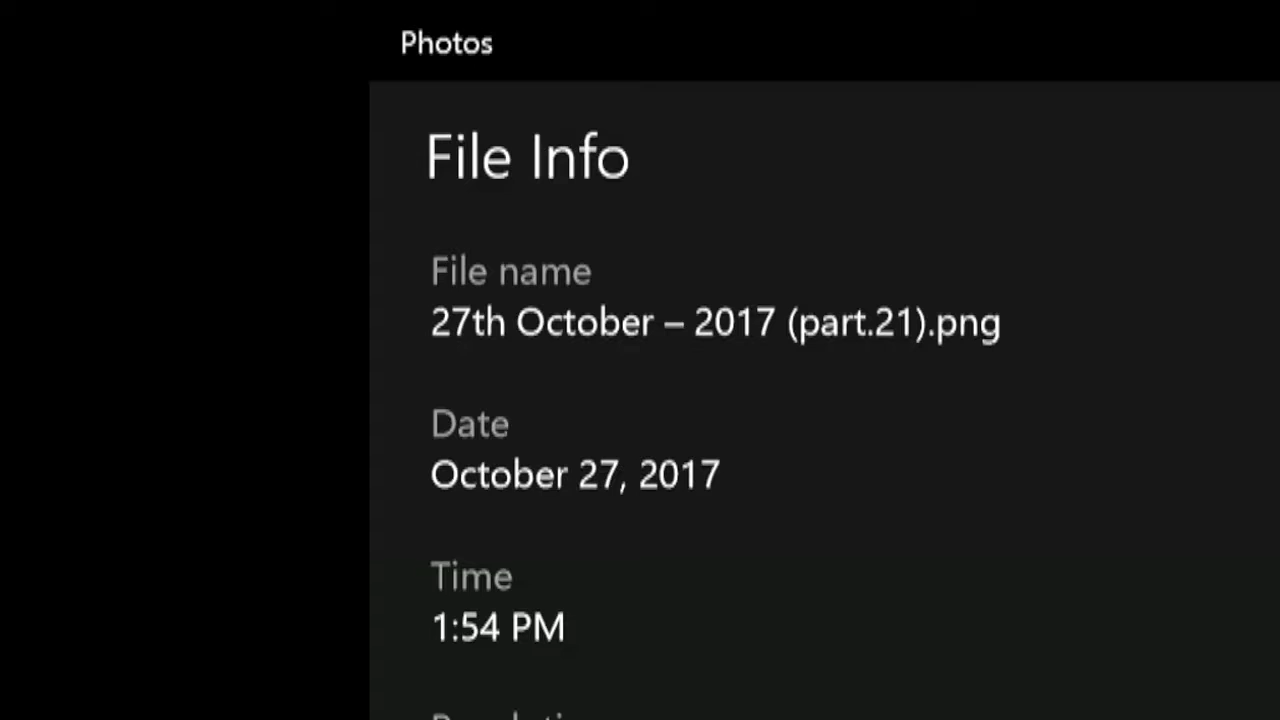 Photos
File Info
File name
27th October – 2017 (part.21).png
Date
October 27, 2017
Time
1:54 PM